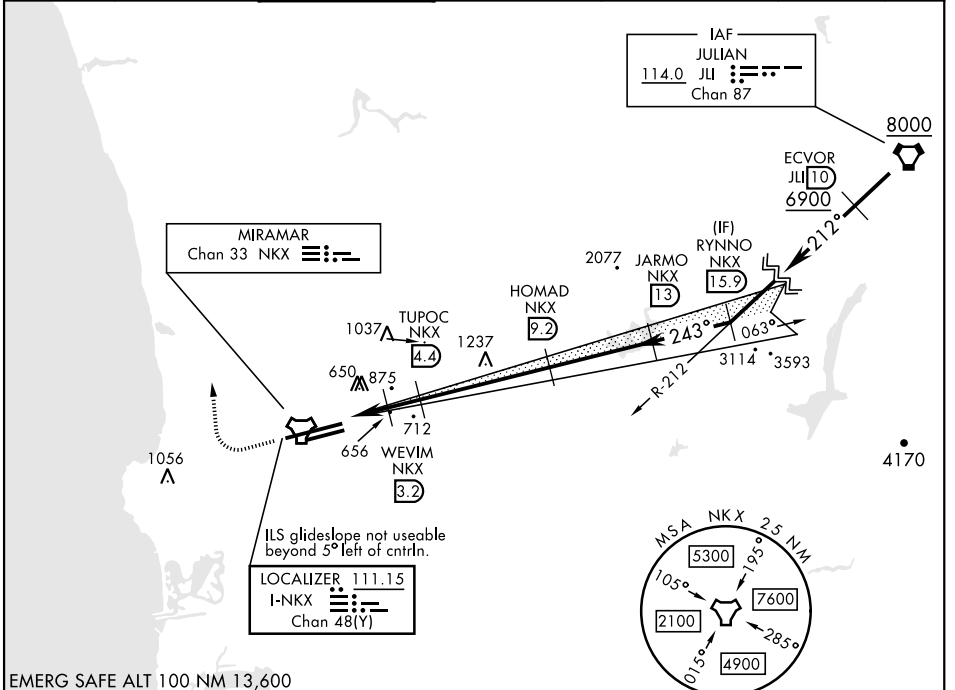 IAF
JULIAN
114.0 JLI
Chan 87
8000
ECVOR
JLI 10
6900
212°
(IF)
RYNNO
NKX
15.9
MIRAMAR
Chan 33 NKX
2077
JARMO
NKX
13
HOMAD
NKX
9.2
243°
063°
TUPOC
NKX
4.4
1037
1237
3114
3593
R-212
650
875
712
656
WEVIM
NKX
3.2
1056
4170
ILS glideslope not useable
beyond 5° left of cntrln.
LOCALIZER 111.15
I-NKX
Chan 48(Y)
MSA NKX 25 NM
5300
195°
105°
7600
2100
285°
015°
4900
EMERG SAFE ALT 100 NM 13,600